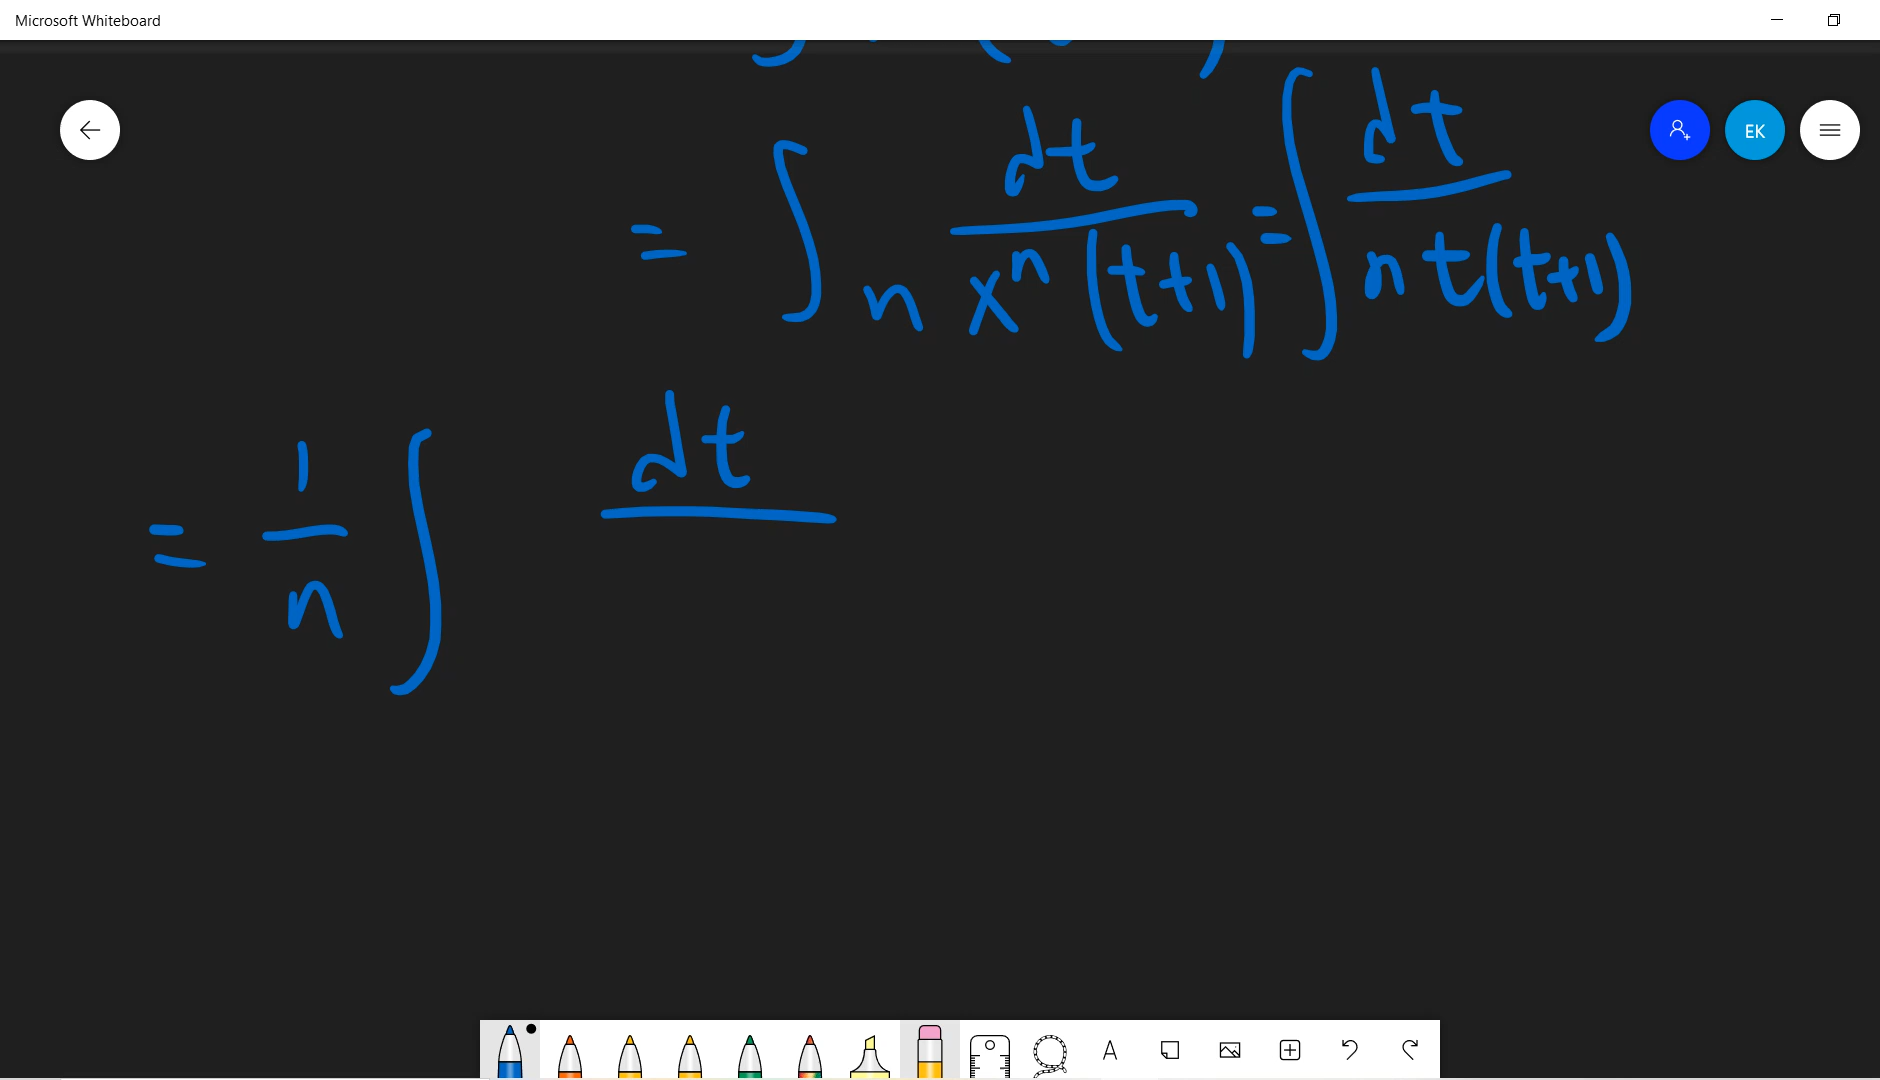 Microsoft Whiteboard
EK
= ∫ dt / n xⁿ (t+1) = ∫ dt / n t(t+1)
= 1/n ∫ dt /
A